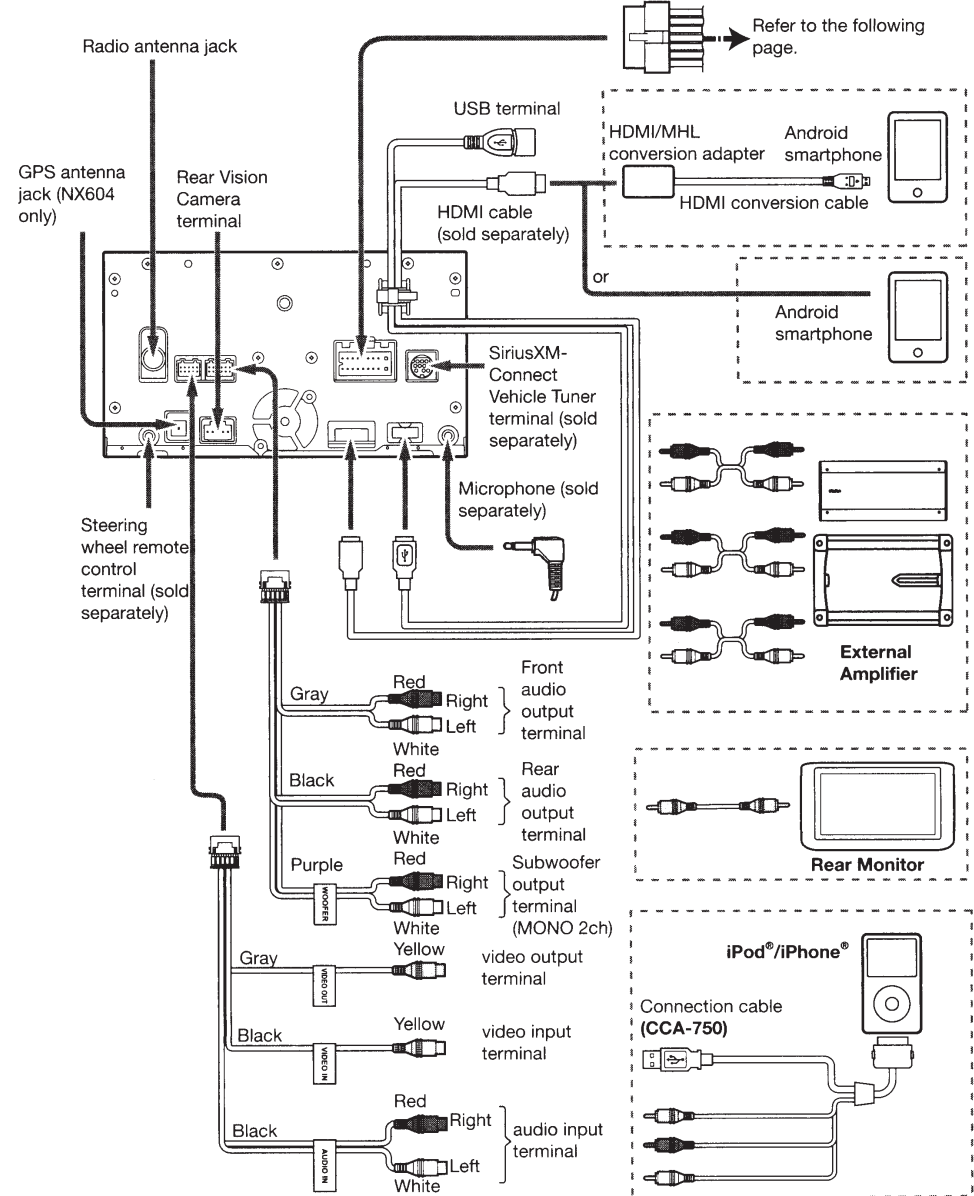 Refer to the following
page.
Radio antenna jack
USB terminal
HDMI/MHL
conversion adapter
Android
smartphone
HDMI conversion cable
GPS antenna
jack (NX604
only)
Rear Vision
Camera
terminal
HDMI cable
(sold separately)
or
Android
smartphone
SiriusXM-
Connect
Vehicle Tuner
terminal (sold
separately)
Microphone (sold
separately)
Steering
wheel remote
control
terminal (sold
separately)
External
Amplifier
Gray
Red
Right
Left
White
Front
audio
output
terminal
Black
Red
Right
Left
White
Rear
audio
output
terminal
Rear Monitor
Purple
WOOFER
Red
Right
Left
White
Subwoofer
output
terminal
(MONO 2ch)
Gray
VIDEO OUT
Yellow
video output
terminal
Black
VIDEO IN
Yellow
video input
terminal
Black
AUDIO IN
Red
Right
Left
White
audio input
terminal
iPod®/iPhone®
Connection cable
(CCA-750)